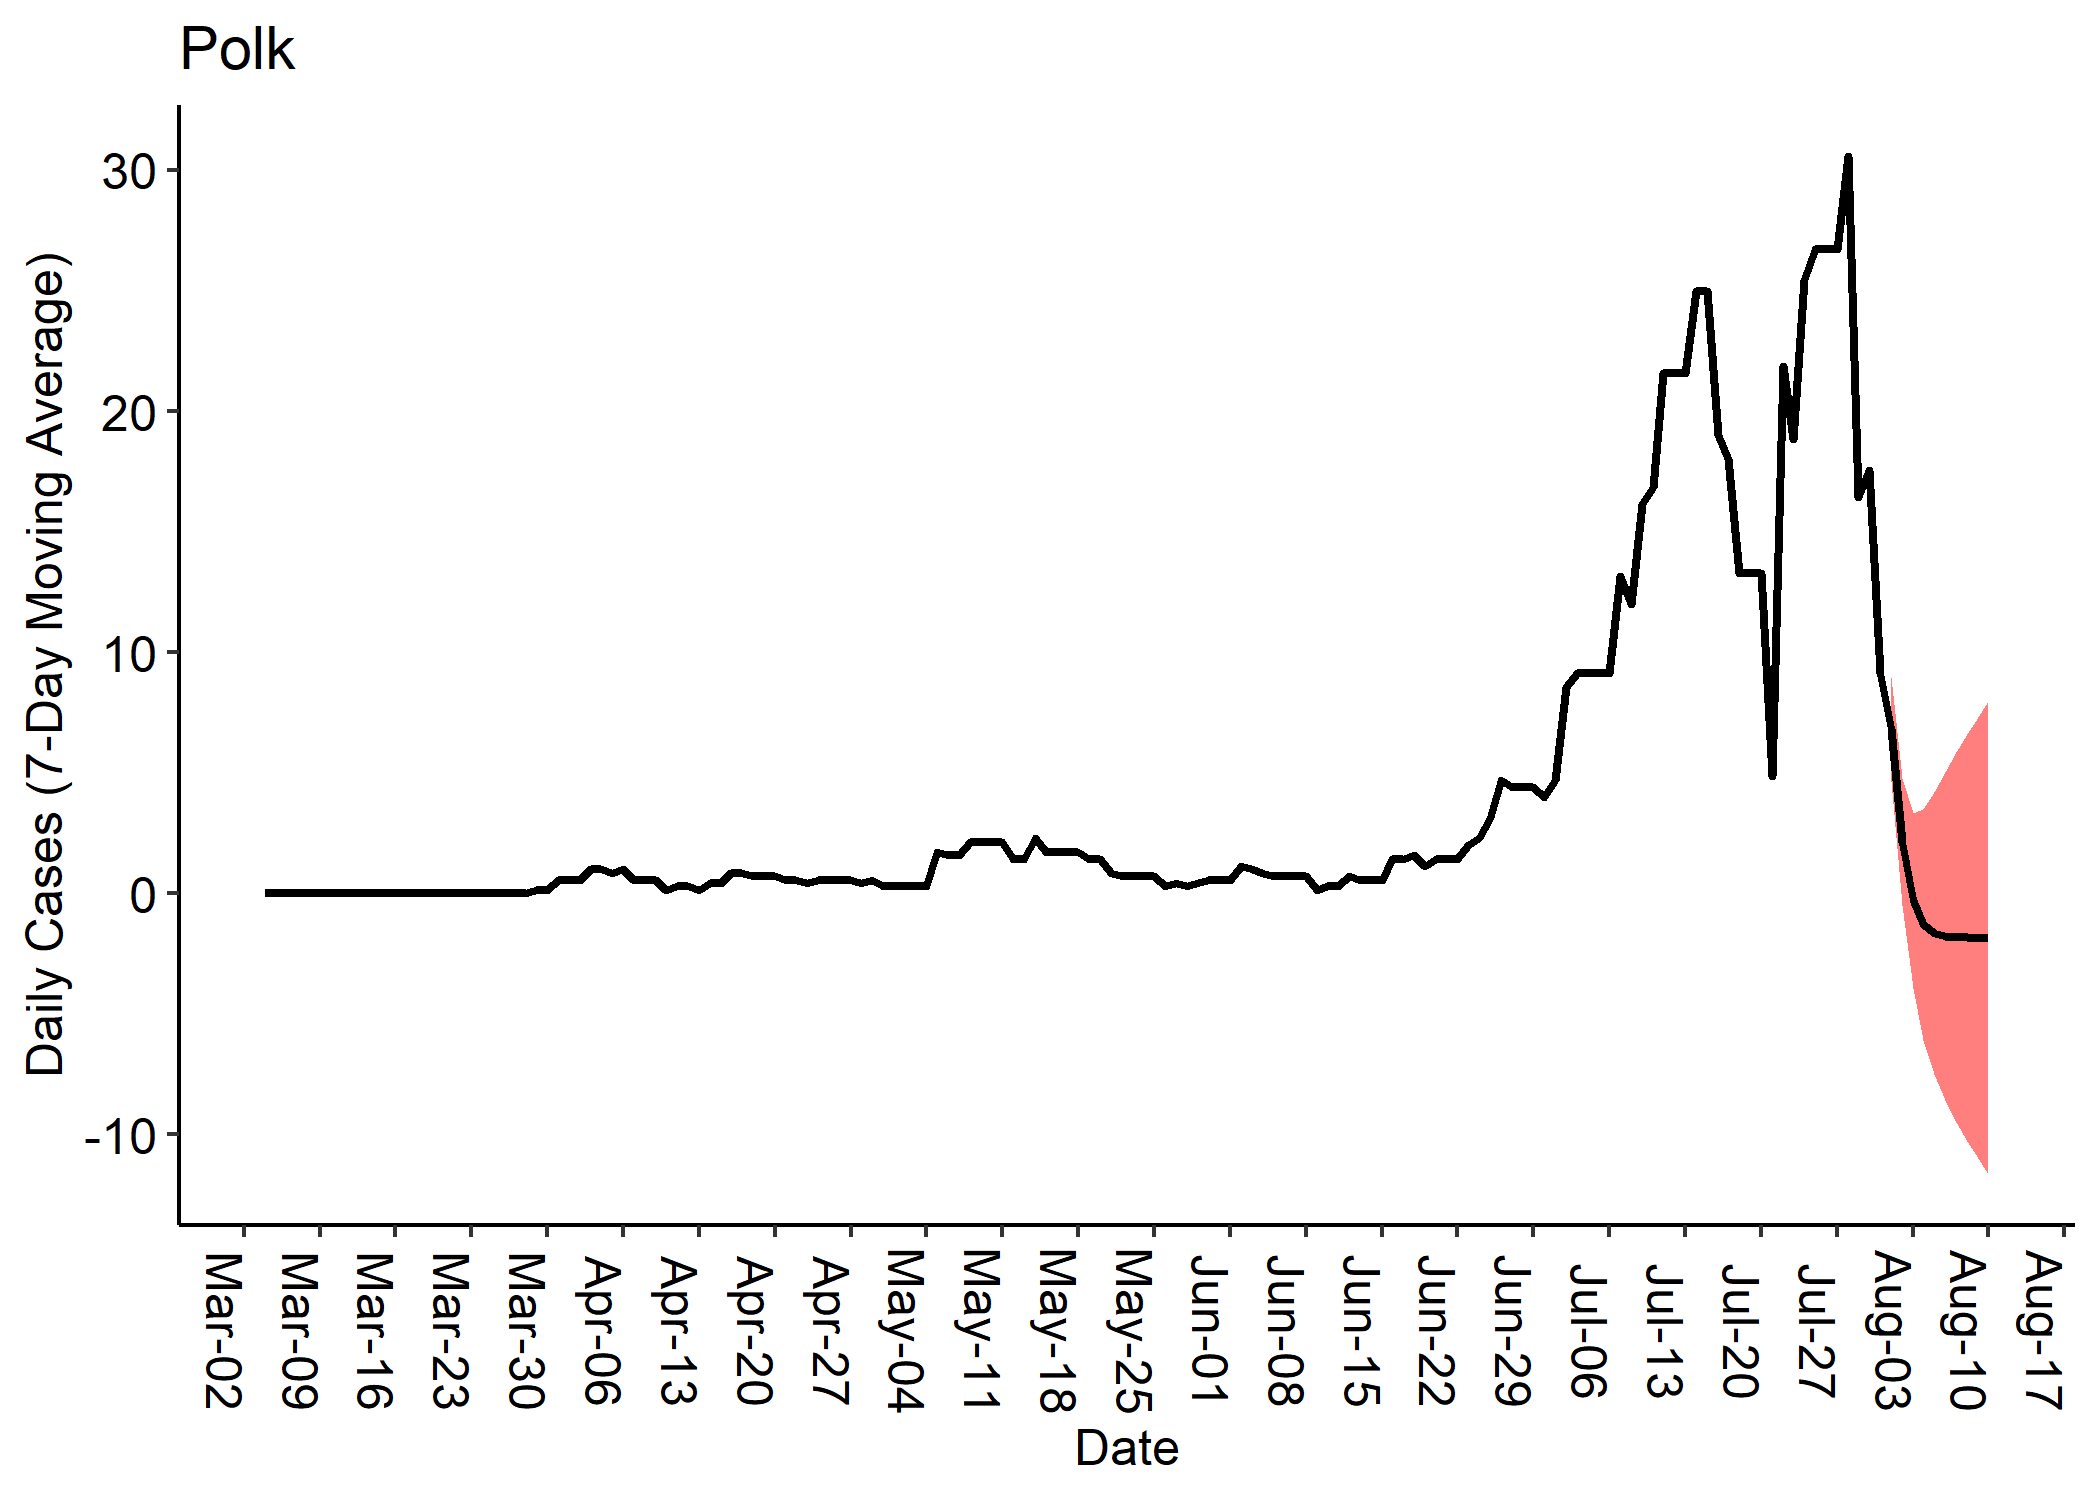 Polk
Daily Cases (7-Day Moving Average)
30
20
10
0
-10
Mar-02
Mar-09
Mar-16
Mar-23
Mar-30
Apr-06
Apr-13
Apr-20
Apr-27
May-04
May-11
May-18
May-25
Jun-01
Jun-08
Jun-15
Jun-22
Jun-29
Jul-06
Jul-13
Jul-20
Jul-27
Aug-03
Aug-10
Aug-17
Date